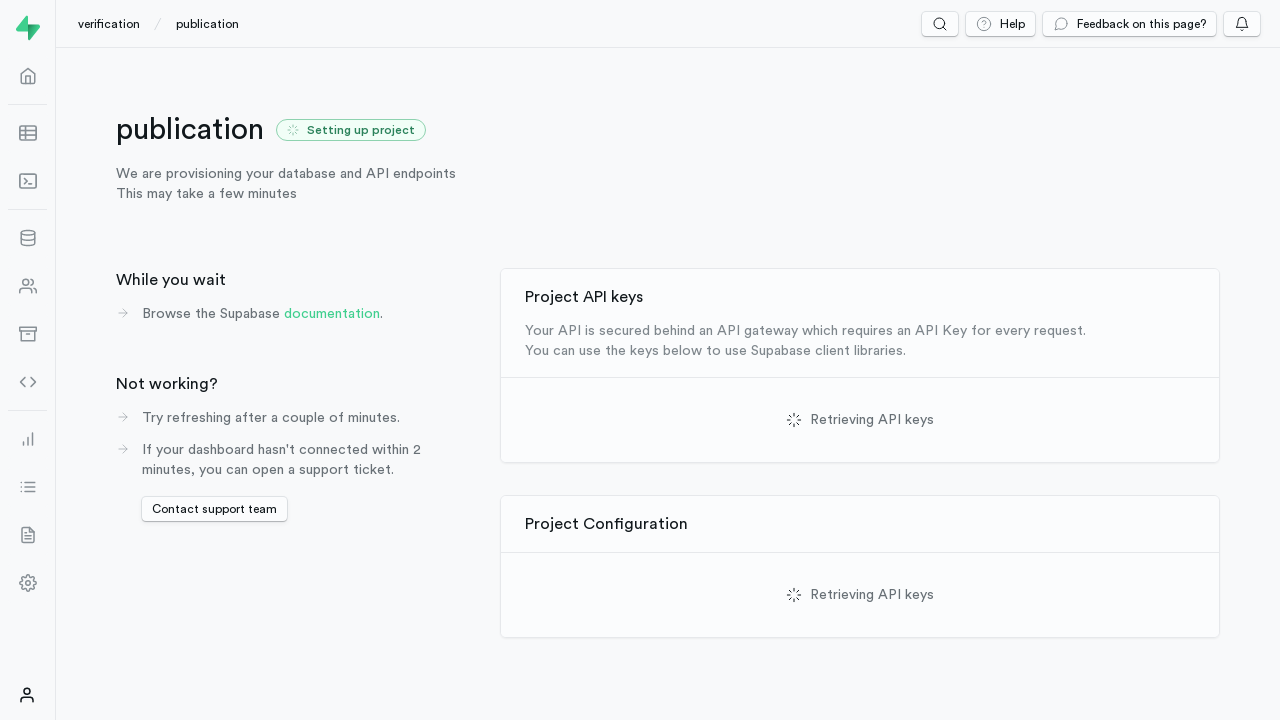 verification / publication
Help
Feedback on this page?
publication
Setting up project
We are provisioning your database and API endpoints
This may take a few minutes
While you wait
Browse the Supabase documentation.
Not working?
Try refreshing after a couple of minutes.
If your dashboard hasn't connected within 2
minutes, you can open a support ticket.
Contact support team
Project API keys
Your API is secured behind an API gateway which requires an API Key for every request.
You can use the keys below to use Supabase client libraries.
Retrieving API keys
Project Configuration
Retrieving API keys